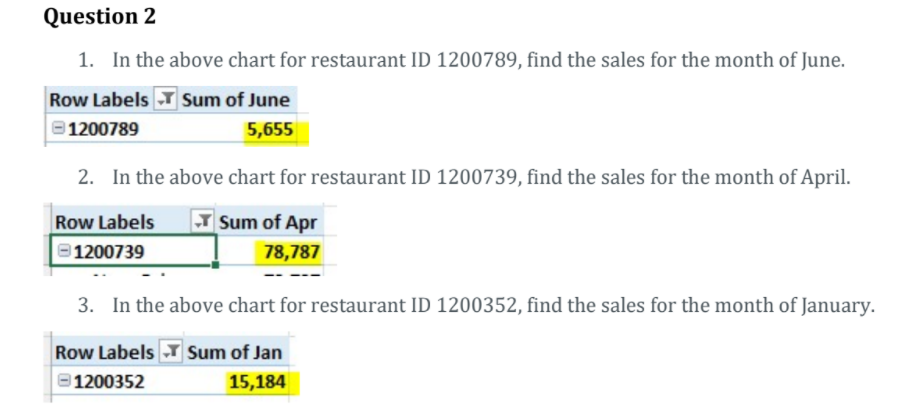 Question 2
1. In the above chart for restaurant ID 1200789, find the sales for the month of June.
Row Labels Sum of June
1200789 5,655
2. In the above chart for restaurant ID 1200739, find the sales for the month of April.
Row Labels Sum of Apr
1200739 78,787
3. In the above chart for restaurant ID 1200352, find the sales for the month of January.
Row Labels Sum of Jan
1200352 15,184